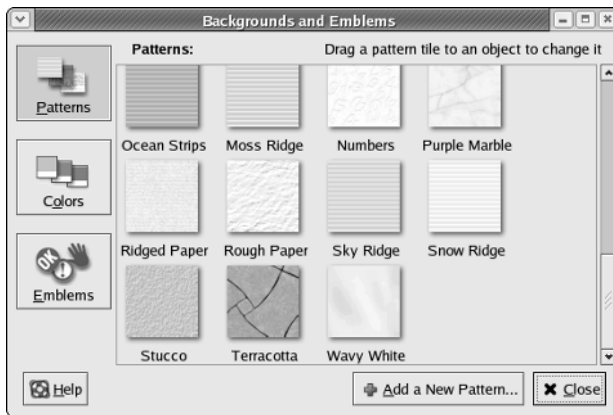 Backgrounds and Emblems
Patterns: Drag a pattern tile to an object to change it
Patterns
Colors
Emblems
Ocean Strips Moss Ridge Numbers Purple Marble
Ridged Paper Rough Paper Sky Ridge Snow Ridge
Stucco Terracotta Wavy White
OK
Help Add a New Pattern... Close